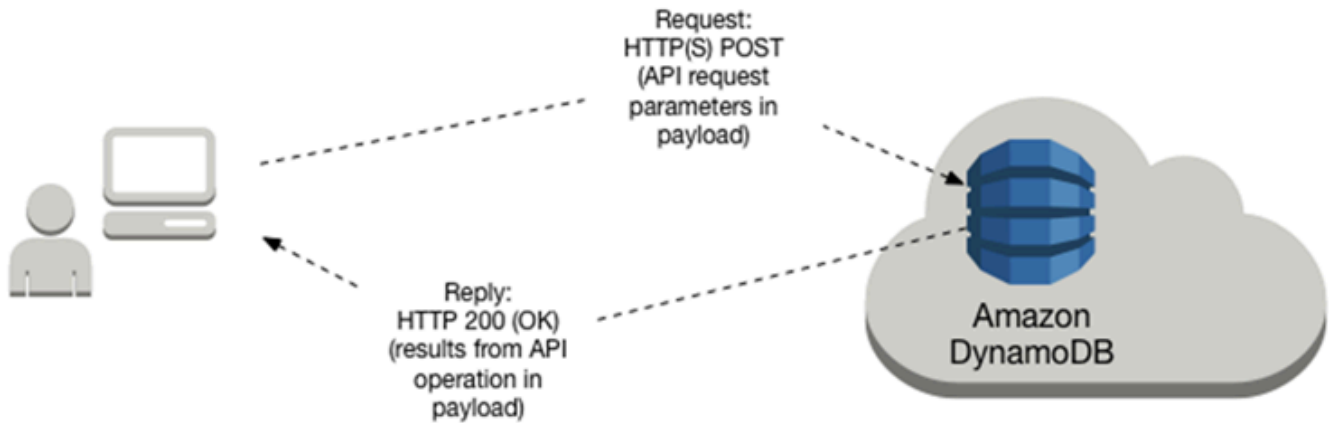 Request:
HTTP(S) POST
(API request
parameters in
payload)
Reply:
HTTP 200 (OK)
(results from API
operation in
payload)
Amazon
DynamoDB